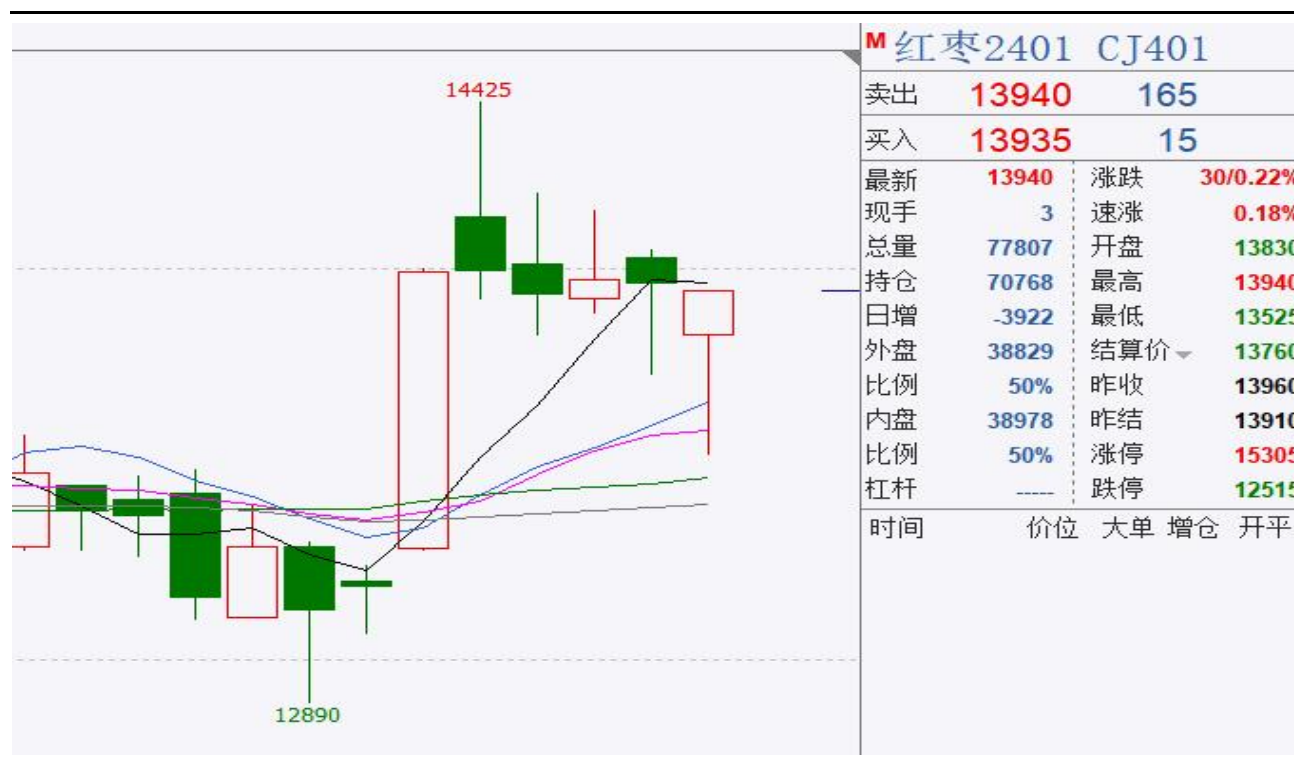 M 红枣2401 CJ401
14425
卖出 13940 165
买入 13935 15
最新 13940 涨跌 30/0.22%
现手 3 速涨 0.18%
总量 77807 开盘 13830
持仓 70768 最高 13940
日增 -3922 最低 13525
外盘 38829 结算价 13760
比例 50% 昨收 13960
内盘 38978 昨结 13910
比例 50% 涨停 15305
杠杆 ----- 跌停 12515
时间 价位 大单 增仓 开平
12890